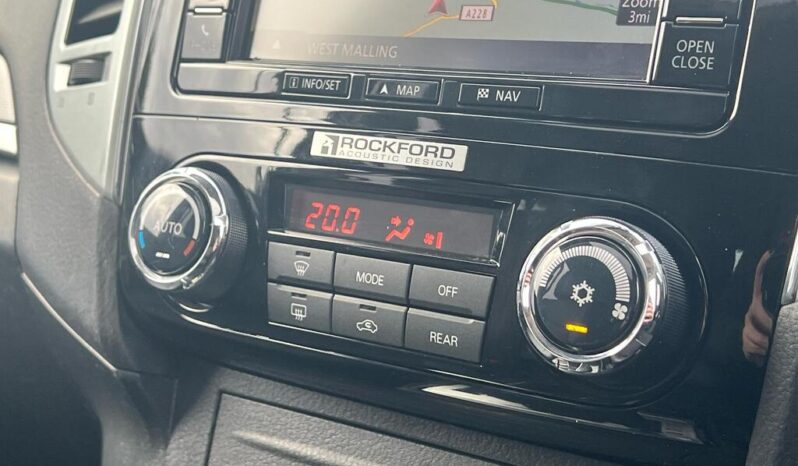 Zoom
A228
3mi
WEST MALLING
OPEN
CLOSE
INFO/SET
MAP
NAV
ROCKFORD
ACOUSTIC DESIGN
AUTO
20.0
MODE
OFF
REAR